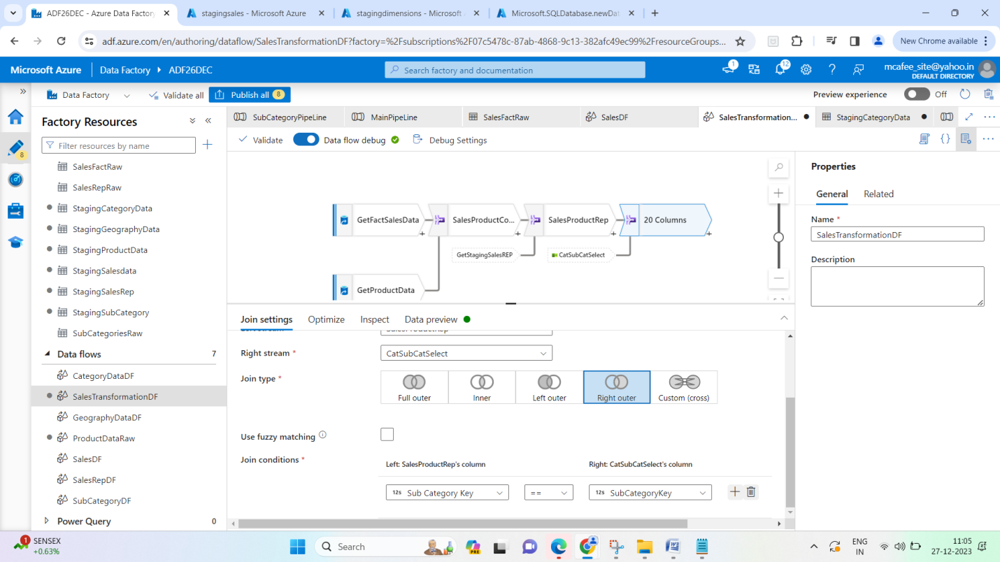 ADF26DEC - Azure Data Factory
stagingsales - Microsoft Azure
stagingdimensions - Microsoft
Microsoft.SQLDatabase.newDat
adf.azure.com/en/authoring/dataflow/SalesTransformationDF?factory=%2Fsubscriptions%2F07c5478c-87ab-4868-9c13-382afc49ec99%2FresourceGroups...
New Chrome available
Microsoft Azure
Data Factory
ADF26DEC
Search factory and documentation
1
12
mcafee_site@yahoo.in
DEFAULT DIRECTORY
Data Factory
Validate all
Publish all
8
Preview experience
Off
8
Factory Resources
Filter resources by name
SalesFactRaw
SalesRepRaw
StagingCategoryData
StagingGeographyData
StagingProductData
StagingSalesdata
StagingSalesRep
StagingSubCategory
SubCategoriesRaw
Data flows
7
CategoryDataDF
SalesTransformationDF
GeographyDataDF
ProductDataRaw
SalesDF
SalesRepDF
SubCategoryDF
Power Query
0
SubCategoryPipeLine
MainPipeLine
SalesFactRaw
SalesDF
SalesTransformation...
StagingCategoryData
Validate
Data flow debug
Debug Settings
GetFactSalesData
SalesProductCo...
SalesProductRep
20 Columns
GetStagingSalesREP
CatSubCatSelect
GetProductData
Join settings
Optimize
Inspect
Data preview
SalesProductRep
Right stream *
CatSubCatSelect
Join type *
Full outer
Inner
Left outer
Right outer
Custom (cross)
Use fuzzy matching
Join conditions *
Left: SalesProductRep's column
Right: CatSubCatSelect's column
12s Sub Category Key
==
12s SubCategoryKey
Properties
General
Related
Name *
SalesTransformationDF
Description
1
SENSEX
+0.63%
Search
PRE
ENG
IN
11:05
27-12-2023